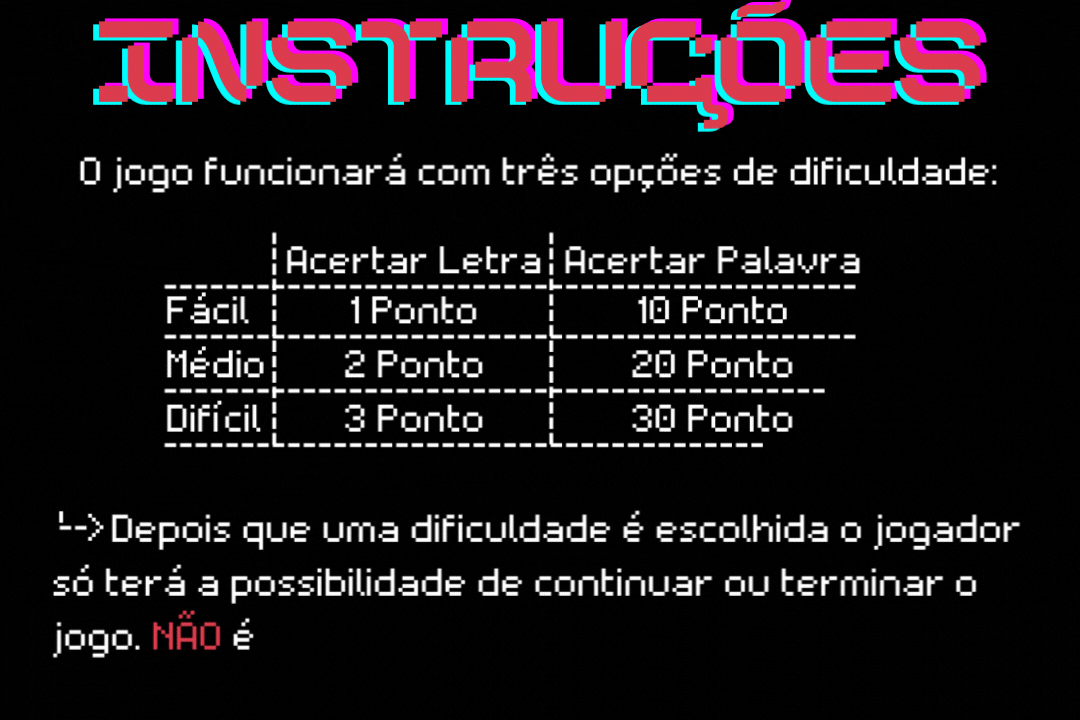 INSTRUÇÕES
O jogo funcionará com três opções de dificuldade:
Acertar Letra Acertar Palavra
Fácil 1 Ponto 10 Ponto
Médio 2 Ponto 20 Ponto
Difícil 3 Ponto 30 Ponto
Depois que uma dificuldade é escolhida o jogador
só terá a possibilidade de continuar ou terminar o
jogo. NÃO é